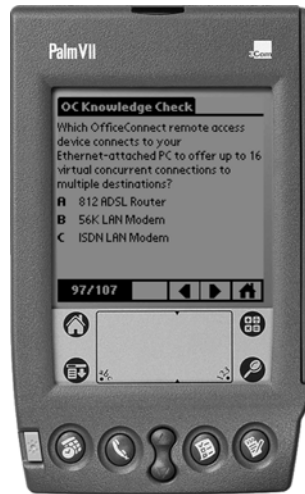 PalmVII
3Com
OC Knowledge Check
Which OfficeConnect remote access
device connects to your
Ethernet-attached PC to offer up to 16
virtual concurrent connections to
multiple destinations?
A 812 ADSL Router
B 56K LAN Modem
C ISDN LAN Modem
97/107